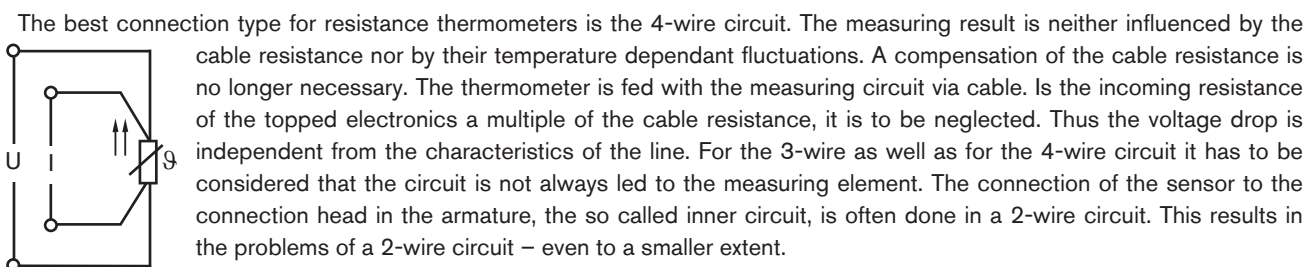 The best connection type for resistance thermometers is the 4-wire circuit. The measuring result is neither influenced by the
cable resistance nor by their temperature dependant fluctuations. A compensation of the cable resistance is
no longer necessary. The thermometer is fed with the measuring circuit via cable. Is the incoming resistance
of the topped electronics a multiple of the cable resistance, it is to be neglected. Thus the voltage drop is
independent from the characteristics of the line. For the 3-wire as well as for the 4-wire circuit it has to be
considered that the circuit is not always led to the measuring element. The connection of the sensor to the
connection head in the armature, the so called inner circuit, is often done in a 2-wire circuit. This results in
the problems of a 2-wire circuit – even to a smaller extent.
U I ϑ